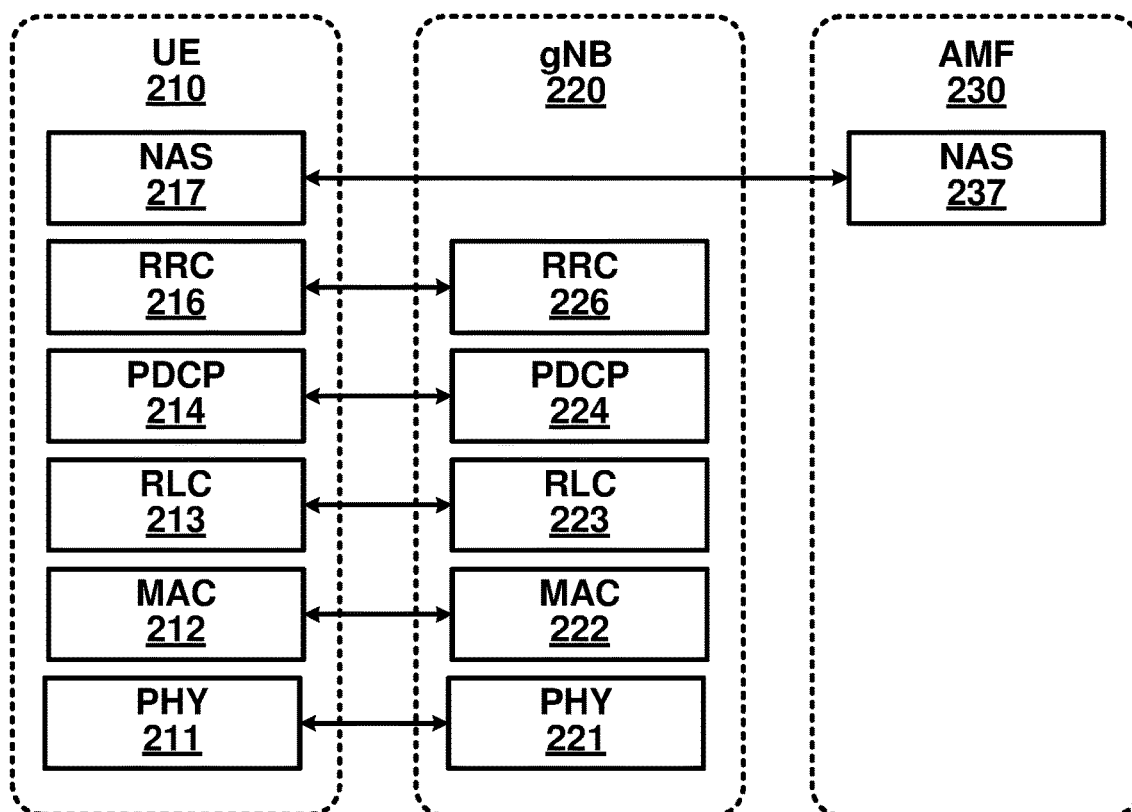 UE
210
gNB
220
AMF
230
NAS
217
NAS
237
RRC
216
RRC
226
PDCP
214
PDCP
224
RLC
213
RLC
223
MAC
212
MAC
222
PHY
211
PHY
221